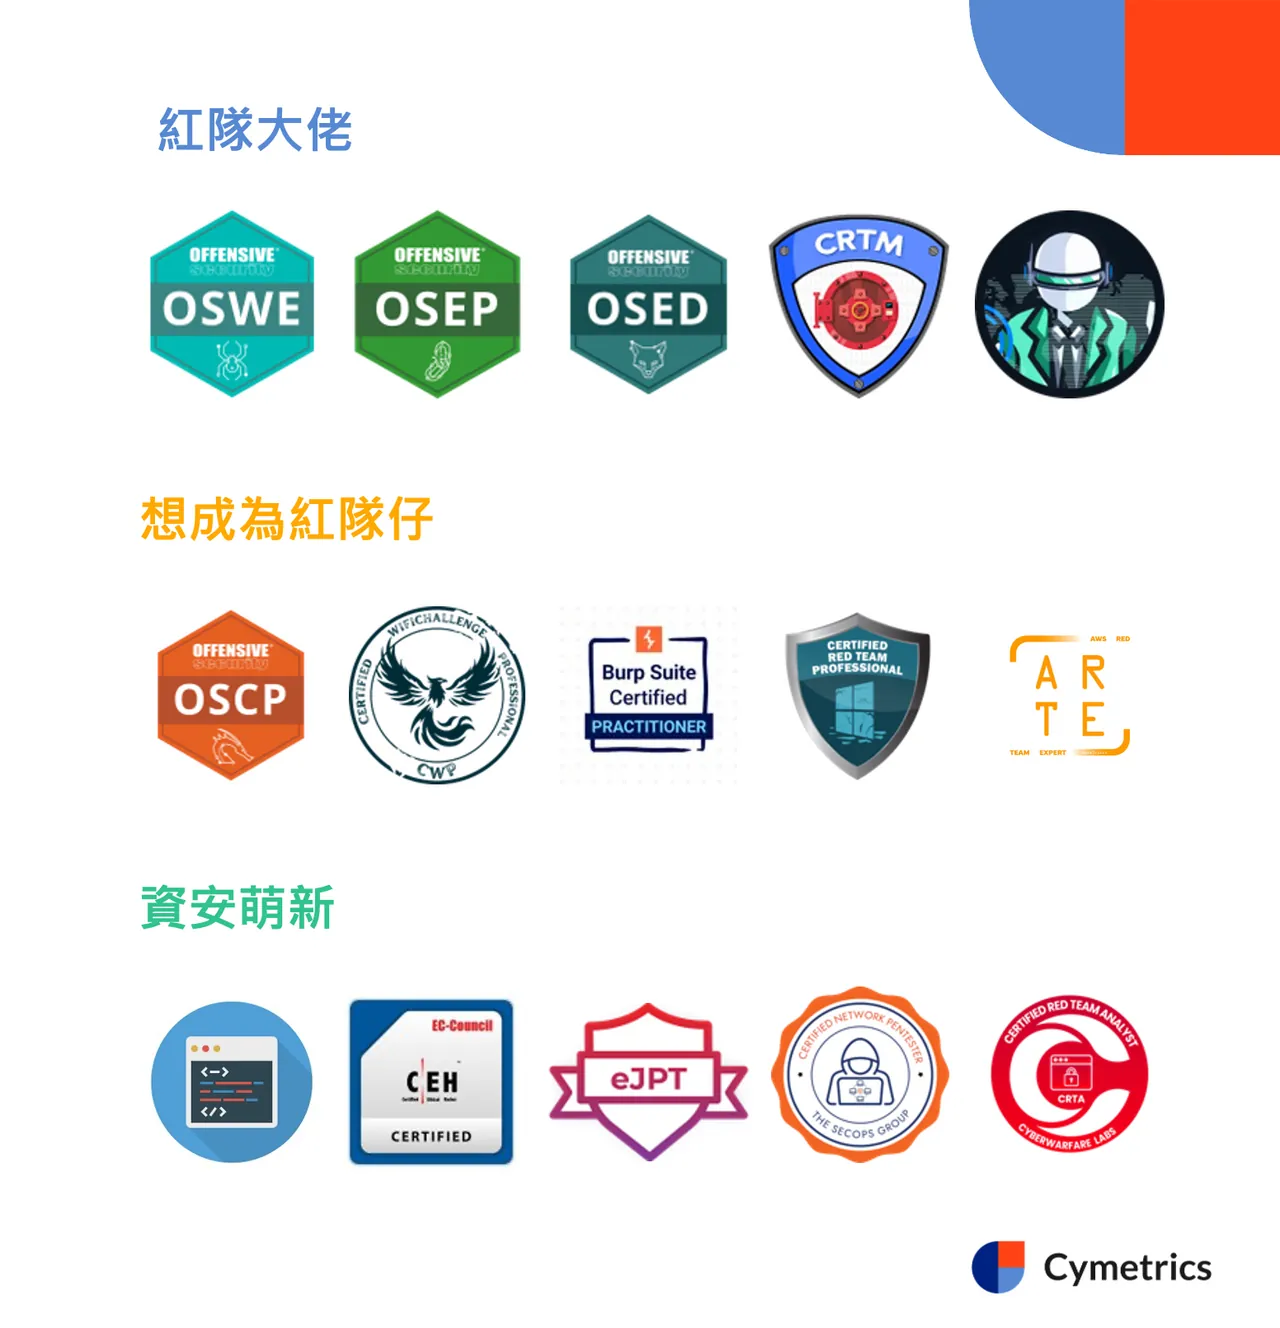 紅隊大佬
OFFENSIVE
security
OSWE
OFFENSIVE
security
OSEP
OFFENSIVE
security
OSED
CRTM
想成為紅隊仔
OFFENSIVE
security
OSCP
CERTIFIED WIFICHALLENGE PROFESSIONAL
CWP
Burp Suite
Certified
PRACTITIONER
CERTIFIED
RED TEAM
PROFESSIONAL
AWS RED
A R
T E
TEAM EXPERT
資安萌新
<-->
</>
EC-Council
C|EH
Certified Ethical Hacker
CERTIFIED
eJPT
CERTIFIED NETWORK PENTESTER
THE SECOPS GROUP
CERTIFIED RED TEAM ANALYST
CRTA
CYBERWARFARE LABS
Cymetrics